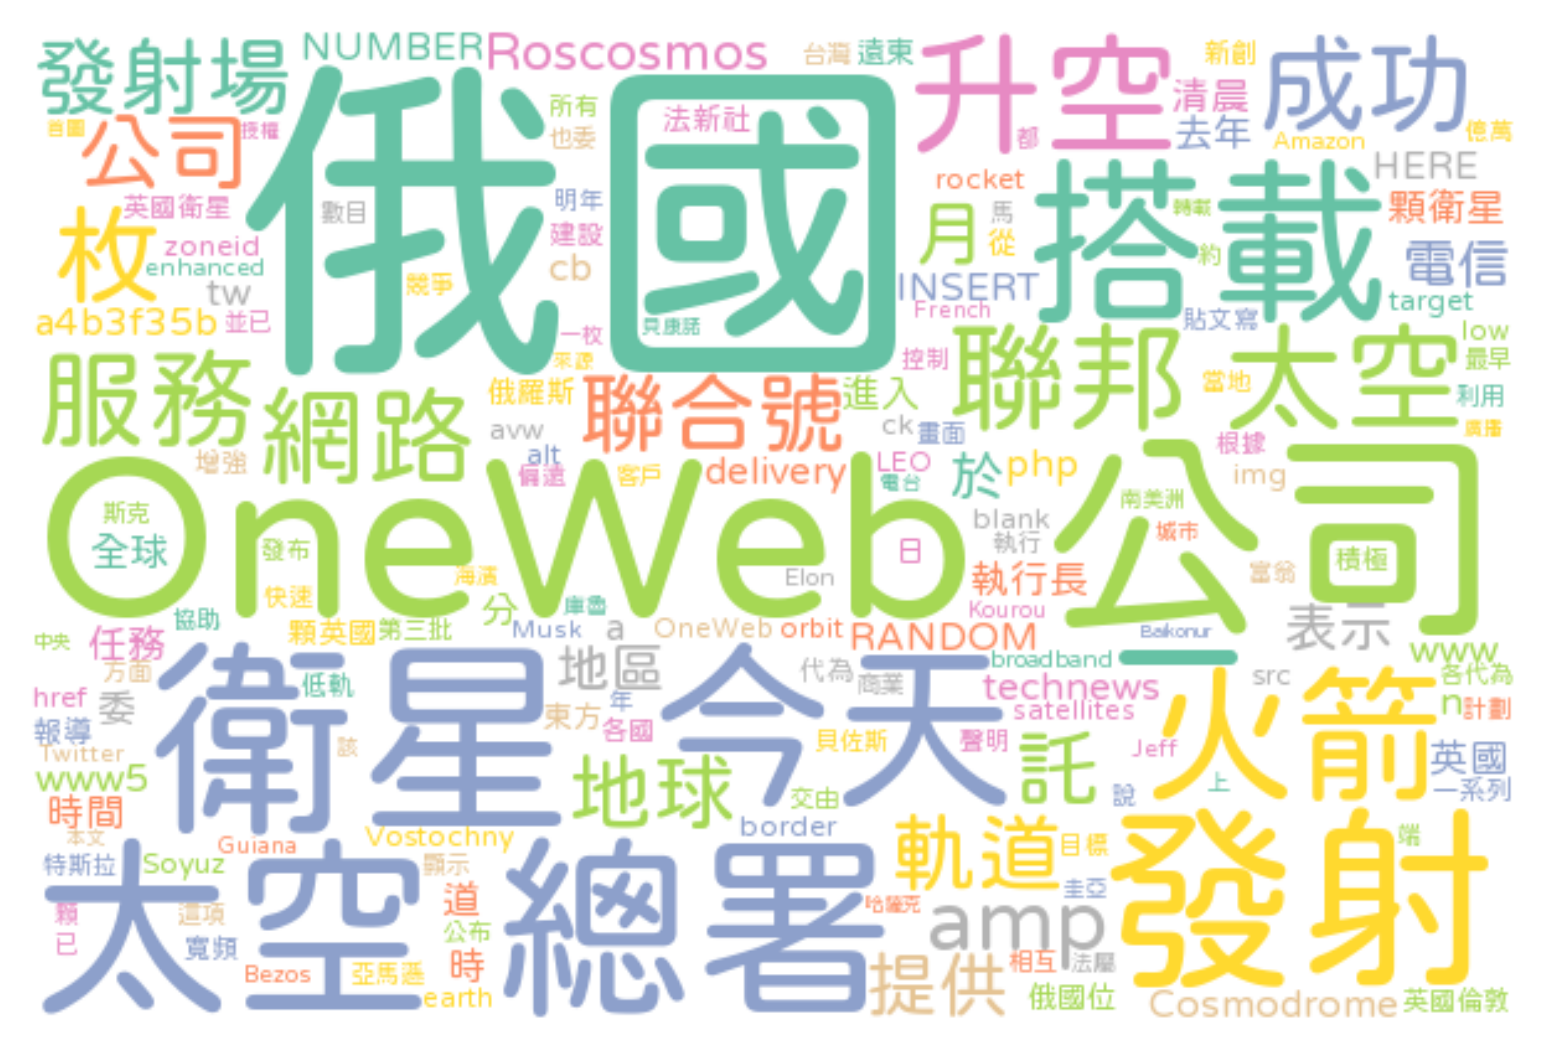 發射場 NUMBER Roscosmos 台灣 遠東 升空 新創 成功
首圖 公司 授權 俄國 所有 也委 法新社 都 清晨 去年 Amazon 億萬
英國衛星 數目 明年 rocket 搭載 HERE
枚 zoneid 建設 月 馬 從 轉載 約 顆衛星
enhanced tw 競爭 cb INSERT 電信
a4b3f35b 並已 一枚 貝康諾 French 貼文寫 target
服務 網路 來源 控制 聯邦 太空 low 最早
俄羅斯 聯合號 進入 當地 利用
增強 avw alt 偏遠 客戶 delivery ck 畫面 LEO 電台 於 php 根據 img 廣播
OneWeb 公司
斯克 全球 發布 日 blank 執行 南美洲 城市 積極
快速 海濱 Elon 執行長 富翁
協助 分 庫魯 Kourou
中央 任務 顆英國 第三批 Musk a OneWeb orbit RANDOM Baikonur 表示 www
方面 衛星 低軌 地區 今天 代為 商業 broadband 一 src 各代為
href 委 東方 年 各國 technews satellites 火箭 n 計劃
報導 Twitter 該 貝佐斯 聲明 Jeff 英國
www5 地球 交由 託 說 上 一系列
時間 本文 Guiana Vostochny border 軌道 目標 發射 端
特斯拉 Soyuz 顯示 太空 總署 圭亞
顆 這項 道 哈薩克 amp
已 寬頻 公布 Bezos 亞馬遜 時 提供 相互 法屬
earth 俄國位 Cosmodrome 英國倫敦